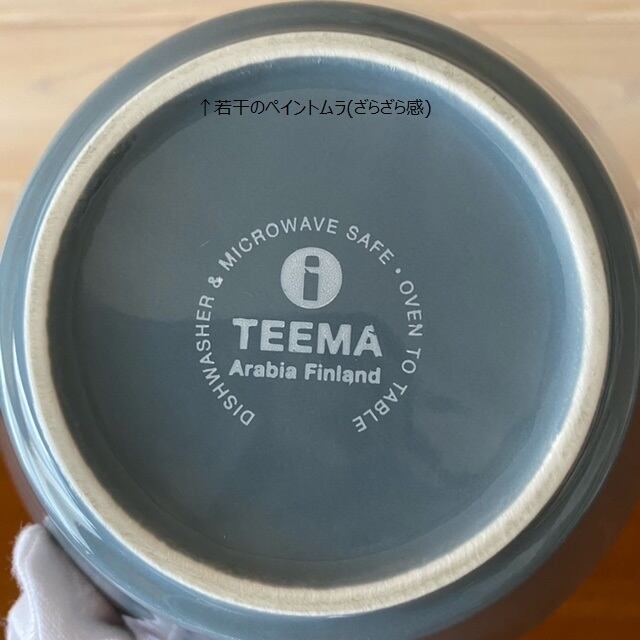 ↑若干のペイントムラ(ざらざら感)
DISHWASHER & MICROWAVE SAFE • OVEN TO TABLE
i
TEEMA
Arabia Finland